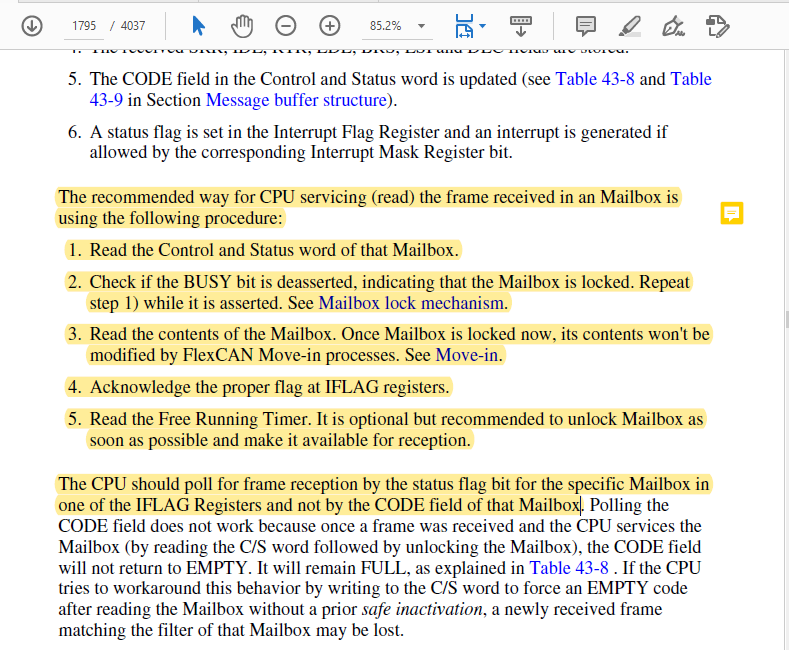 1795 / 4037
85.2%
4. The received SRR, IDE, RTR, EDL, BRS, ESI and DLC fields are stored.
5. The CODE field in the Control and Status word is updated (see Table 43-8 and Table
43-9 in Section Message buffer structure).
6. A status flag is set in the Interrupt Flag Register and an interrupt is generated if
allowed by the corresponding Interrupt Mask Register bit.
The recommended way for CPU servicing (read) the frame received in an Mailbox is
using the following procedure:
1. Read the Control and Status word of that Mailbox.
2. Check if the BUSY bit is deasserted, indicating that the Mailbox is locked. Repeat
step 1) while it is asserted. See Mailbox lock mechanism.
3. Read the contents of the Mailbox. Once Mailbox is locked now, its contents won't be
modified by FlexCAN Move-in processes. See Move-in.
4. Acknowledge the proper flag at IFLAG registers.
5. Read the Free Running Timer. It is optional but recommended to unlock Mailbox as
soon as possible and make it available for reception.
The CPU should poll for frame reception by the status flag bit for the specific Mailbox in
one of the IFLAG Registers and not by the CODE field of that Mailbox. Polling the
CODE field does not work because once a frame was received and the CPU services the
Mailbox (by reading the C/S word followed by unlocking the Mailbox), the CODE field
will not return to EMPTY. It will remain FULL, as explained in Table 43-8 . If the CPU
tries to workaround this behavior by writing to the C/S word to force an EMPTY code
after reading the Mailbox without a prior safe inactivation, a newly received frame
matching the filter of that Mailbox may be lost.